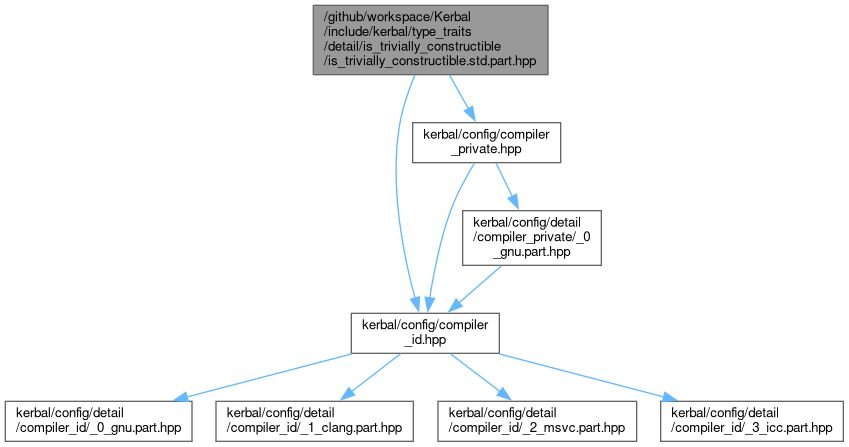 /github/workspace/Kerbal
/include/kerbal/type_traits
/detail/is_trivially_constructible
/is_trivially_constructible.std.part.hpp
kerbal/config/compiler
_private.hpp
kerbal/config/detail
/compiler_private/_0
_gnu.part.hpp
kerbal/config/compiler
_id.hpp
kerbal/config/detail
/compiler_id/_0_gnu.part.hpp
kerbal/config/detail
/compiler_id/_1_clang.part.hpp
kerbal/config/detail
/compiler_id/_2_msvc.part.hpp
kerbal/config/detail
/compiler_id/_3_icc.part.hpp